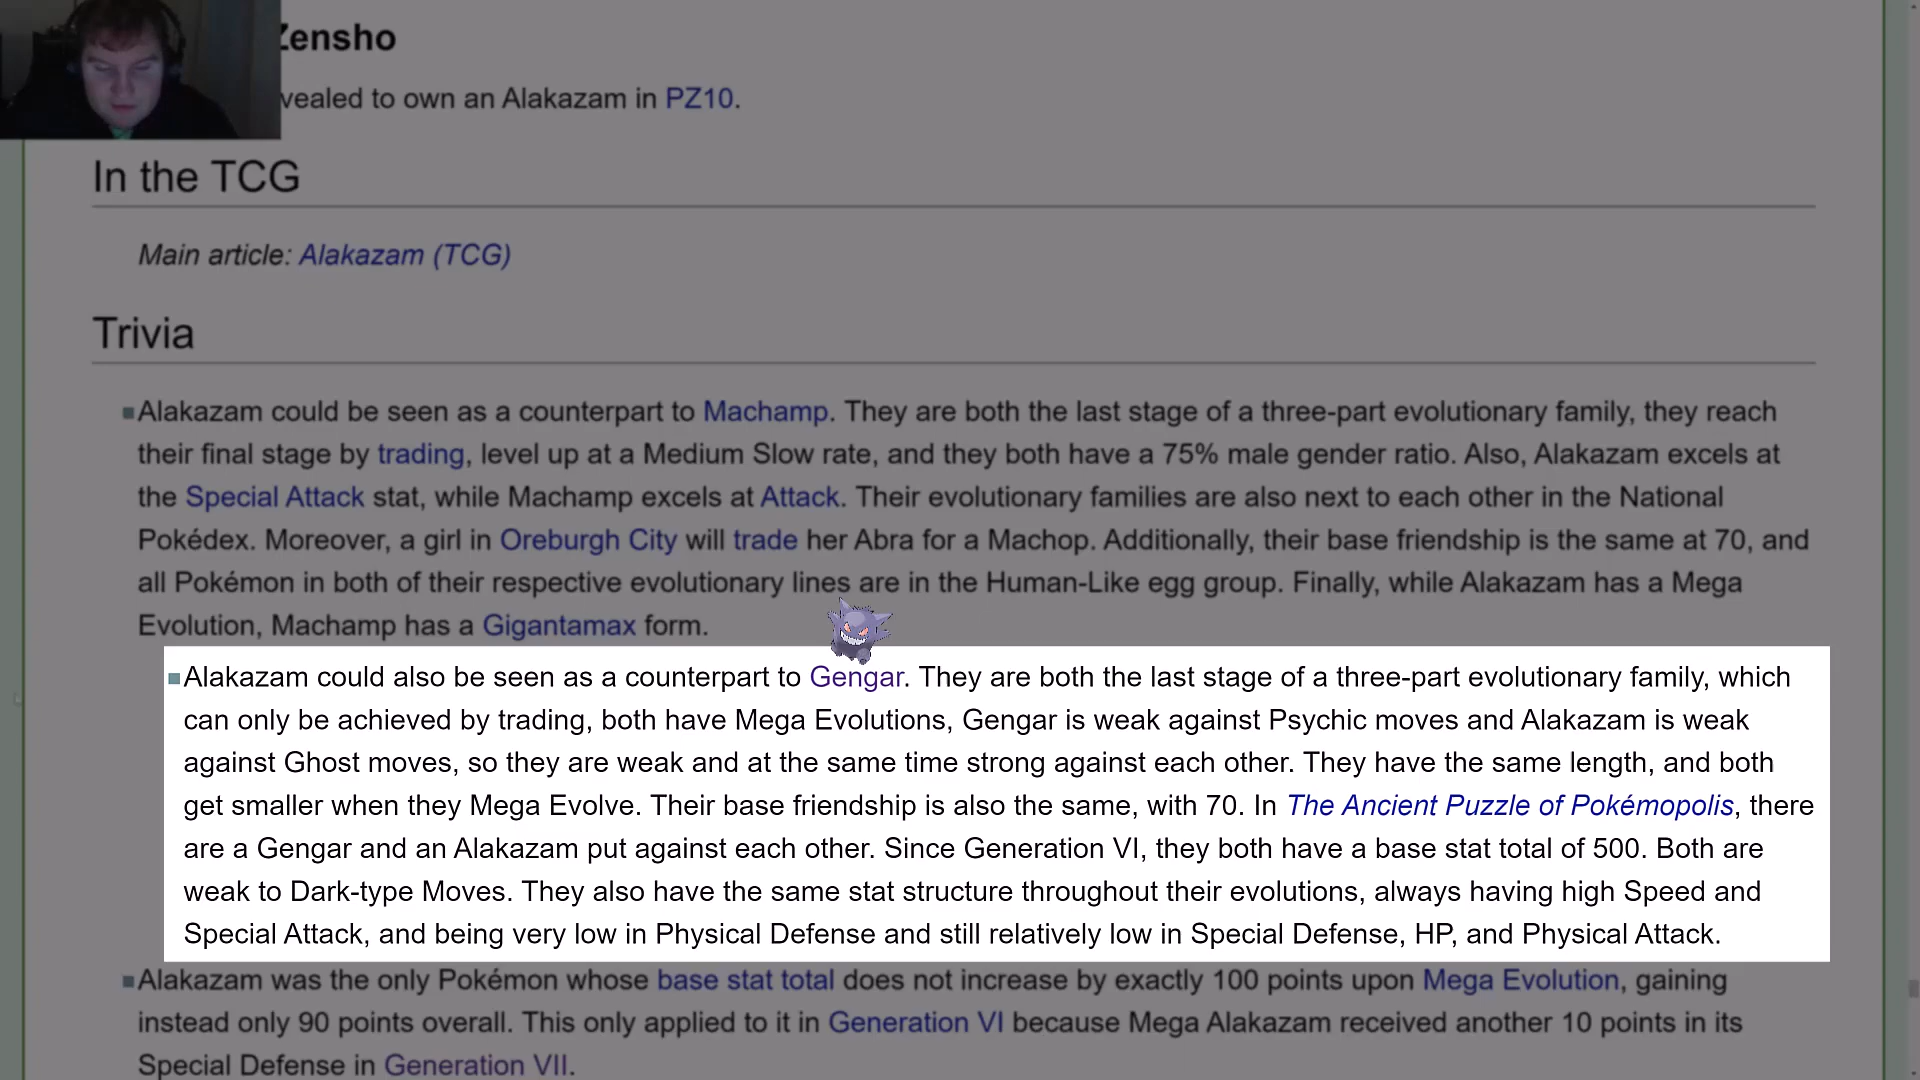 Zensho
vealed to own an Alakazam in PZ10.
In the TCG
Main article: Alakazam (TCG)
Trivia
Alakazam could be seen as a counterpart to Machamp. They are both the last stage of a three-part evolutionary family, they reach
their final stage by trading, level up at a Medium Slow rate, and they both have a 75% male gender ratio. Also, Alakazam excels at
the Special Attack stat, while Machamp excels at Attack. Their evolutionary families are also next to each other in the National
Pokédex. Moreover, a girl in Oreburgh City will trade her Abra for a Machop. Additionally, their base friendship is the same at 70, and
all Pokémon in both of their respective evolutionary lines are in the Human-Like egg group. Finally, while Alakazam has a Mega
Evolution, Machamp has a Gigantamax form.
Alakazam could also be seen as a counterpart to Gengar. They are both the last stage of a three-part evolutionary family, which
can only be achieved by trading, both have Mega Evolutions, Gengar is weak against Psychic moves and Alakazam is weak
against Ghost moves, so they are weak and at the same time strong against each other. They have the same length, and both
get smaller when they Mega Evolve. Their base friendship is also the same, with 70. In The Ancient Puzzle of Pokémopolis, there
are a Gengar and an Alakazam put against each other. Since Generation VI, they both have a base stat total of 500. Both are
weak to Dark-type Moves. They also have the same stat structure throughout their evolutions, always having high Speed and
Special Attack, and being very low in Physical Defense and still relatively low in Special Defense, HP, and Physical Attack.
Alakazam was the only Pokémon whose base stat total does not increase by exactly 100 points upon Mega Evolution, gaining
instead only 90 points overall. This only applied to it in Generation VI because Mega Alakazam received another 10 points in its
Special Defense in Generation VII.